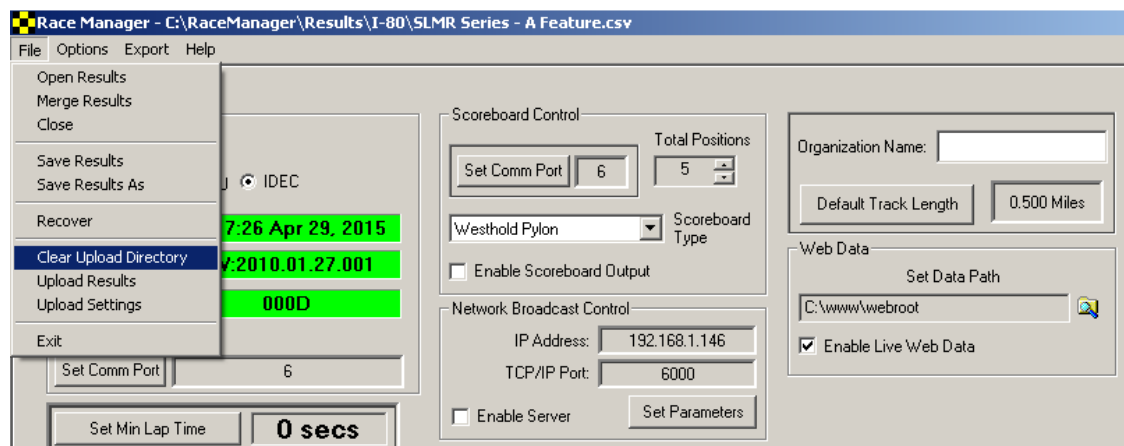 Race Manager - C:\RaceManager\Results\I-80\SLMR Series - A Feature.csv
File Options Export Help
Open Results
Merge Results
Close
Save Results
Save Results As
Recover
Clear Upload Directory
Upload Results
Upload Settings
Exit
IDEC
7:26 Apr 29, 2015
V:2010.01.27.001
000D
Set Comm Port 6
Set Min Lap Time 0 secs
Scoreboard Control
Total Positions
Set Comm Port 6 5
Westhold Pylon
Scoreboard
Type
Enable Scoreboard Output
Network Broadcast Control
IP Address: 192.168.1.146
TCP/IP Port: 6000
Enable Server Set Parameters
Organization Name:
Default Track Length 0.500 Miles
Web Data
Set Data Path
C:\www\webroot
Enable Live Web Data